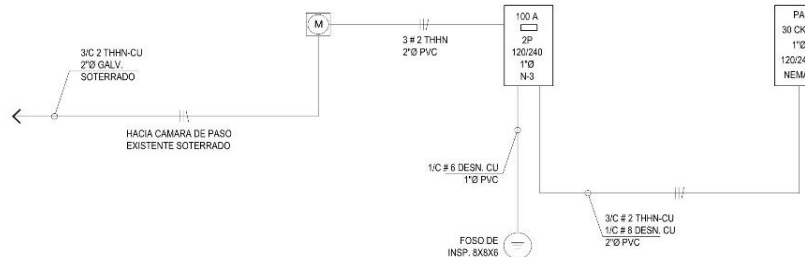 M
3/C 2 THHN-CU
2"Ø GALV.
SOTERRADO
HACIA CAMARA DE PASO
EXISTENTE SOTERRADO
3 # 2 THHN
2"Ø PVC
100 A
2P
120/240
1"Ø
N-3
1/C # 6 DESN. CU
1"Ø PVC
FOSO DE
INSP. 8X8X6
3/C # 2 THHN-CU
1/C # 8 DESN. CU
2"Ø PVC
PA
30 CK
1"Ø
120/24
NEMA